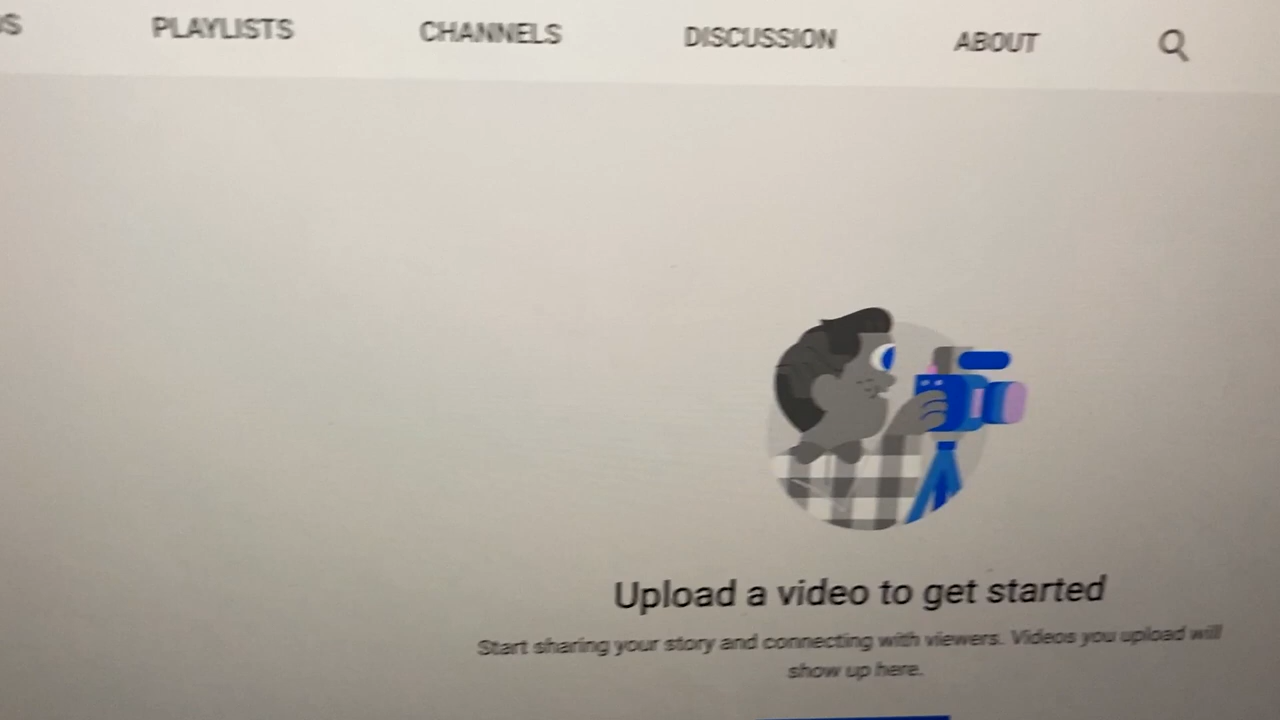 PLAYLISTS CHANNELS DISCUSSION ABOUT
Upload a video to get started
Start sharing your story and connecting with viewers. Videos you upload will
show up here.